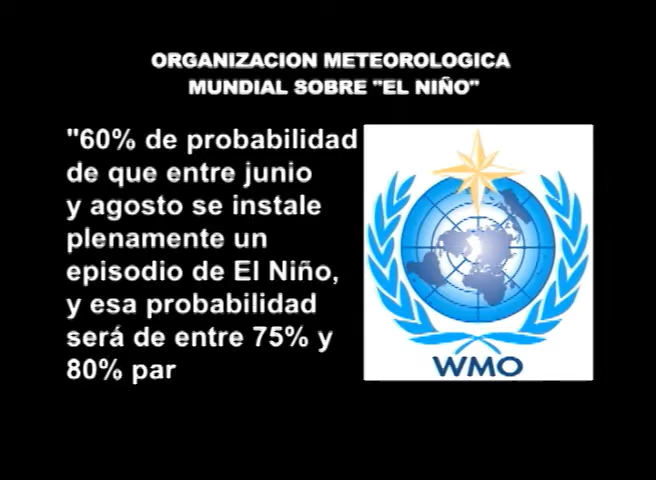 ORGANIZACION METEOROLOGICA
MUNDIAL SOBRE "EL NIÑO"
"60% de probabilidad
de que entre junio
y agosto se instale
plenamente un
episodio de El Niño,
y esa probabilidad
será de entre 75% y
80% par
WMO